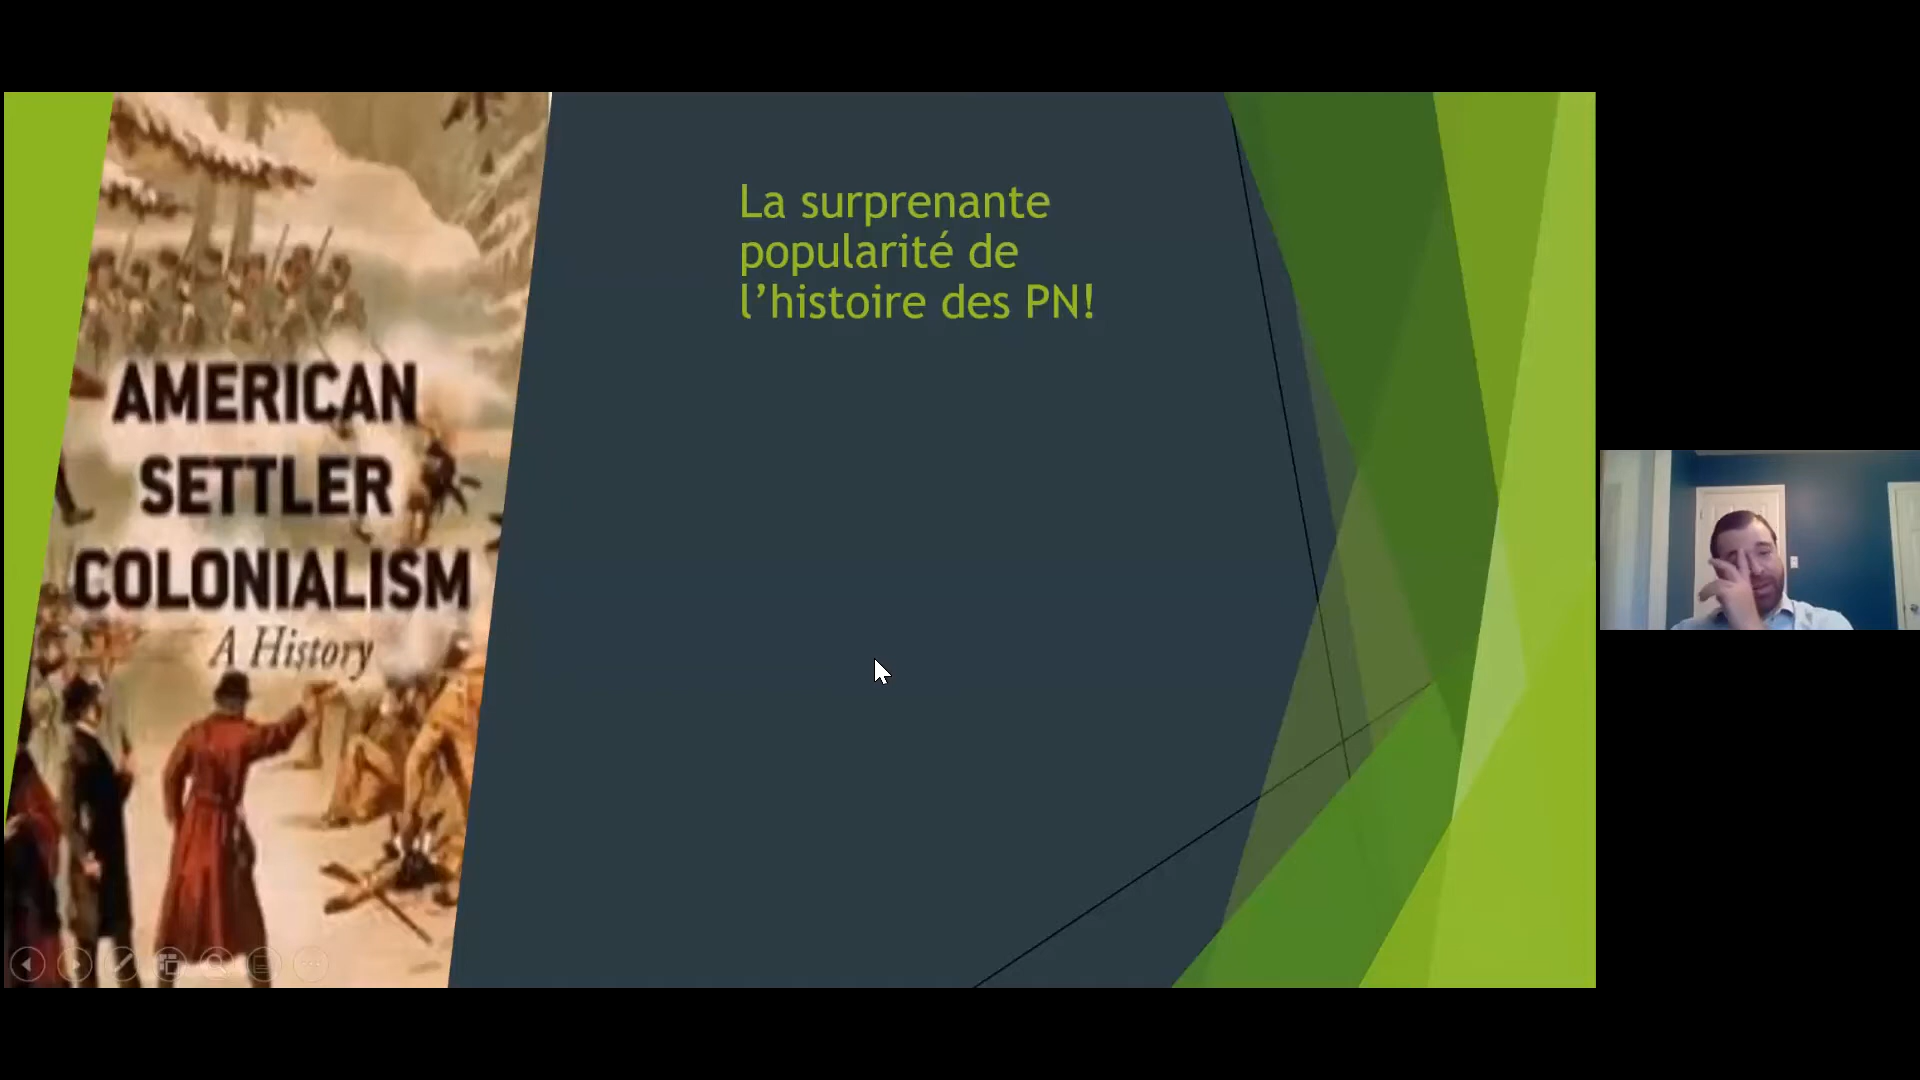 AMERICAN
SETTLER
COLONIALISM
A History
La surprenante
popularité de
l’histoire des PN!